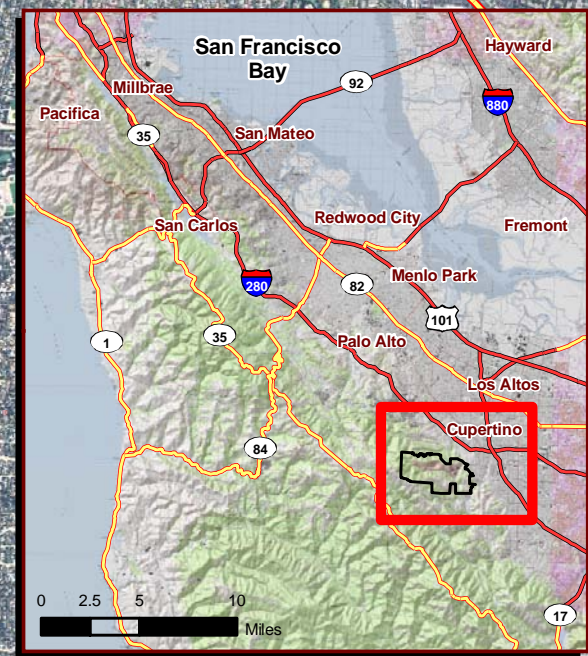 San Francisco
Bay
Hayward
Millbrae
92
880
Pacifica
35
San Mateo
San Carlos
Redwood City
Fremont
280
82
Menlo Park
101
35
1
Palo Alto
Los Altos
84
Cupertino
0 2.5 5 10
Miles
17